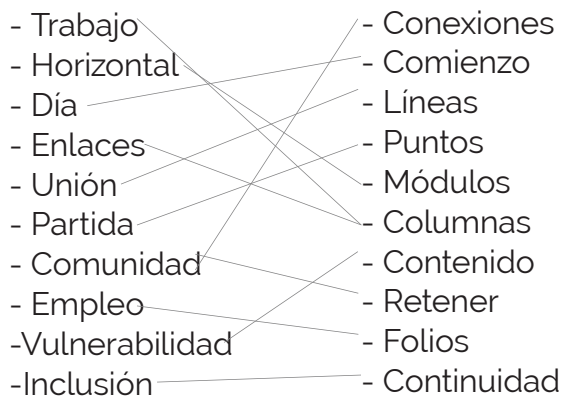 - Trabajo
- Horizontal
- Día
- Enlaces
- Unión
- Partida
- Comunidad
- Empleo
-Vulnerabilidad
-Inclusión
- Conexiones
- Comienzo
- Líneas
- Puntos
- Módulos
- Columnas
- Contenido
- Retener
- Folios
- Continuidad